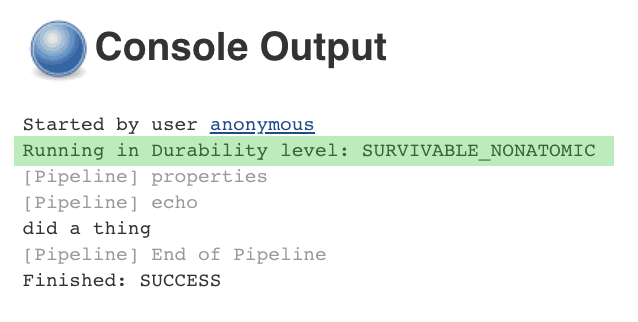 Console Output
Started by user anonymous
Running in Durability level: SURVIVABLE_NONATOMIC
[Pipeline] properties
[Pipeline] echo
did a thing
[Pipeline] End of Pipeline
Finished: SUCCESS